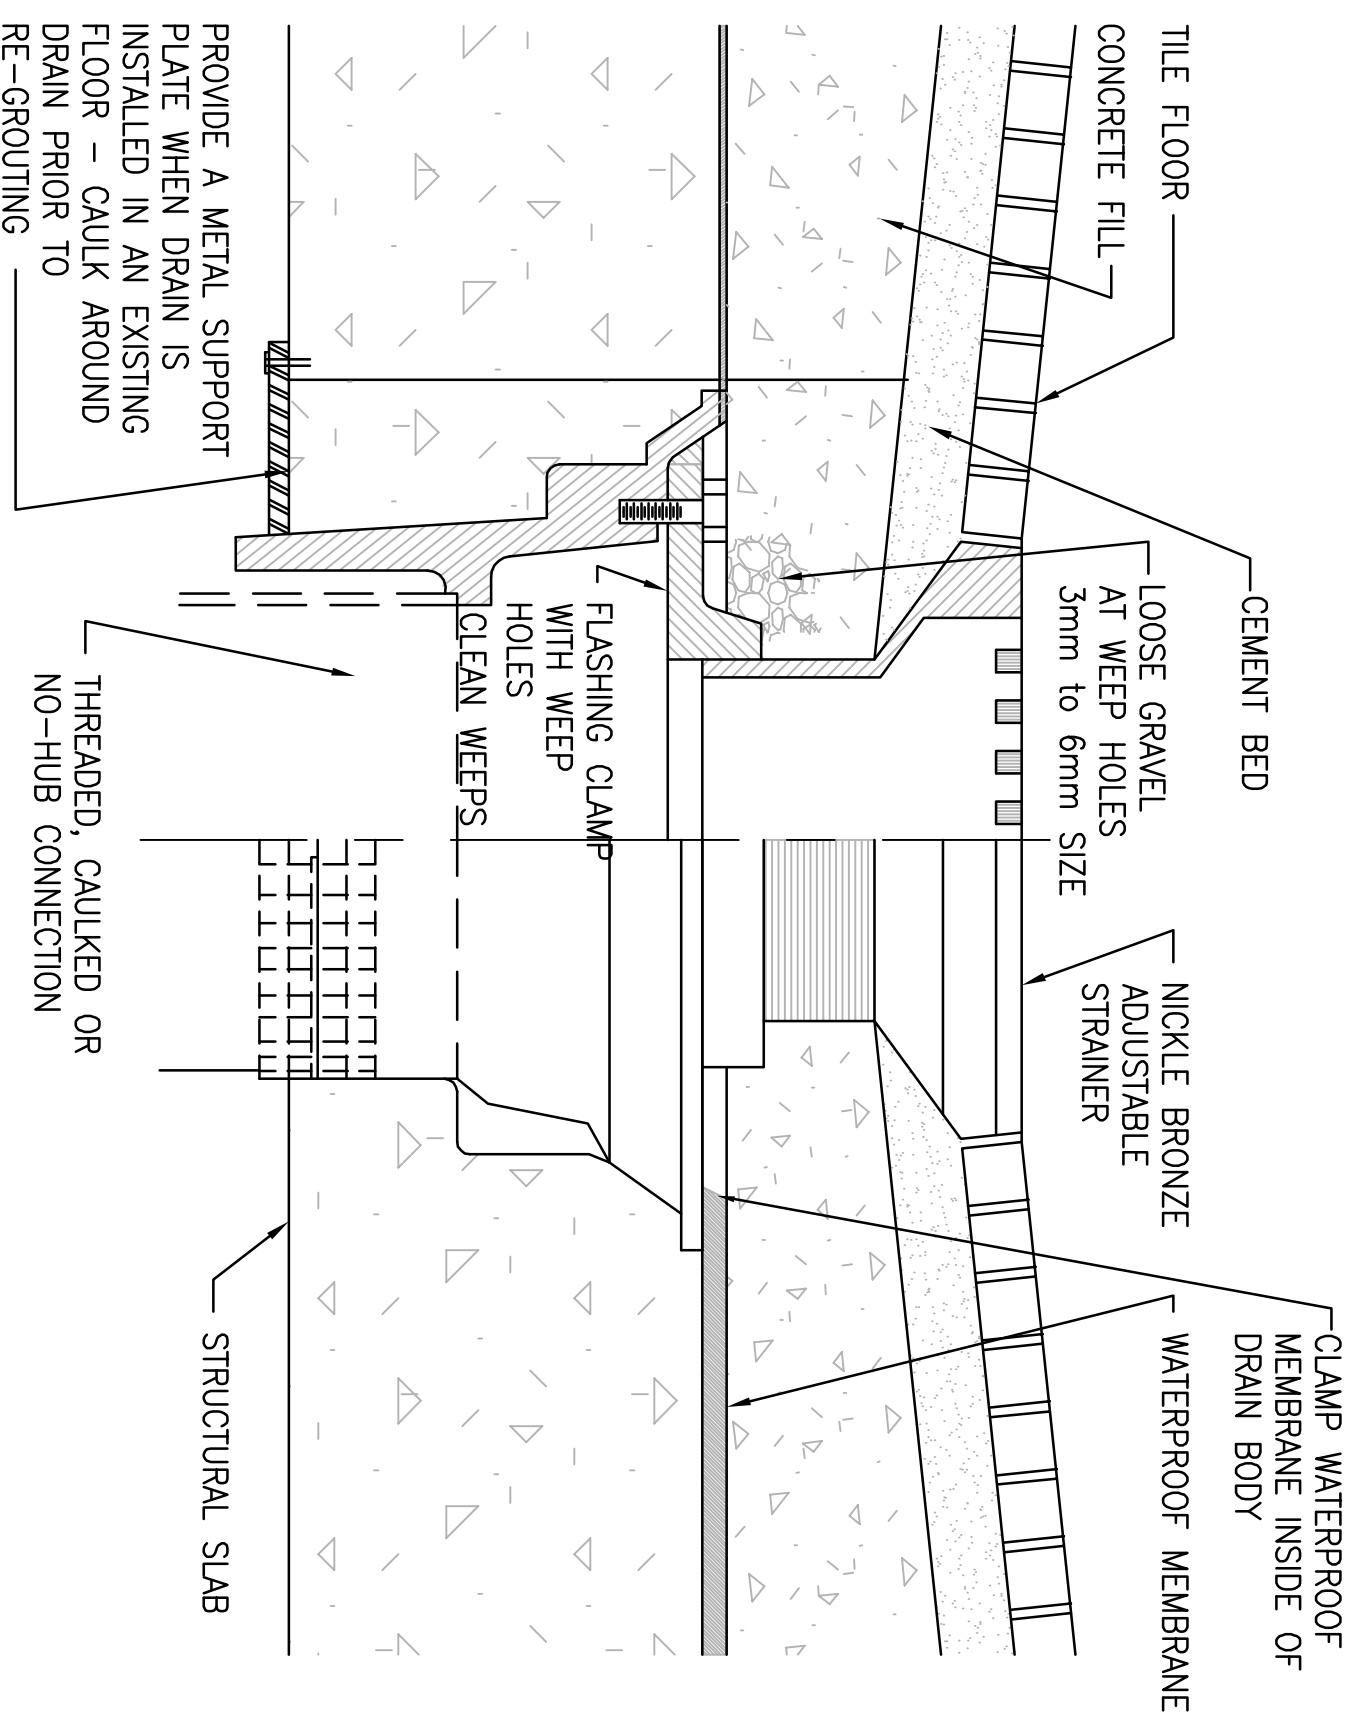 TILE FLOOR
CONCRETE FILL
CEMENT BED
LOOSE GRAVEL
AT WEEP HOLES
3mm to 6mm SIZE
NICKLE BRONZE
ADJUSTABLE
STRAINER
CLAMP WATERPROOF
MEMBRANE INSIDE OF
DRAIN BODY
WATERPROOF MEMBRANE
FLASHING CLAMP
WITH WEEP
HOLES
CLEAN WEEPS
PROVIDE A METAL SUPPORT
PLATE WHEN DRAIN IS
INSTALLED IN AN EXISTING
FLOOR - CAULK AROUND
DRAIN PRIOR TO
RE-GROUTING
THREADED, CAULKED OR
NO-HUB CONNECTION
STRUCTURAL SLAB